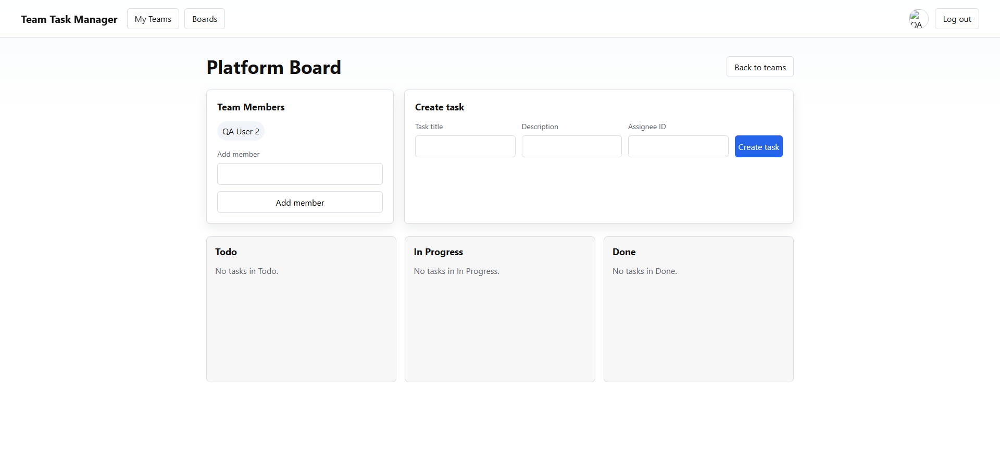 Team Task Manager
My Teams
Boards
QA
Log out
Platform Board
Back to teams
Team Members
QA User 2
Add member
Add member
Create task
Task title
Description
Assignee ID
Create task
Todo
No tasks in Todo.
In Progress
No tasks in In Progress.
Done
No tasks in Done.